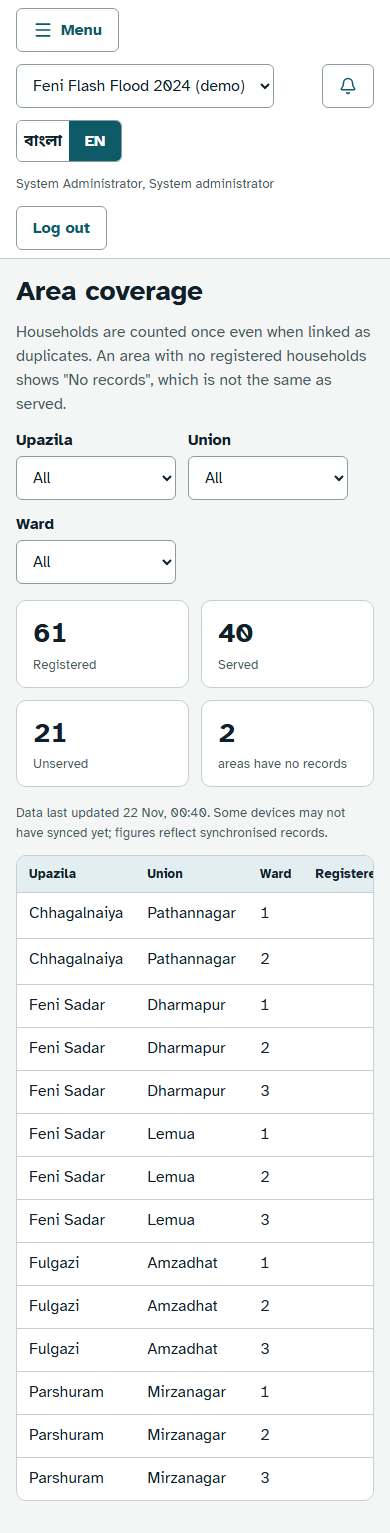 Menu
Feni Flash Flood 2024 (demo)
বাংলা EN
System Administrator, System administrator
Log out
Area coverage
Households are counted once even when linked as
duplicates. An area with no registered households
shows "No records", which is not the same as
served.
Upazila Union
All All
Ward
All
61 40
Registered Served
21 2
Unserved areas have no records
Data last updated 22 Nov, 00:40. Some devices may not
have synced yet; figures reflect synchronised records.
Upazila Union Ward Registere
Chhagalnaiya Pathannagar 1
Chhagalnaiya Pathannagar 2
Feni Sadar Dharmapur 1
Feni Sadar Dharmapur 2
Feni Sadar Dharmapur 3
Feni Sadar Lemua 1
Feni Sadar Lemua 2
Feni Sadar Lemua 3
Fulgazi Amzadhat 1
Fulgazi Amzadhat 2
Fulgazi Amzadhat 3
Parshuram Mirzanagar 1
Parshuram Mirzanagar 2
Parshuram Mirzanagar 3